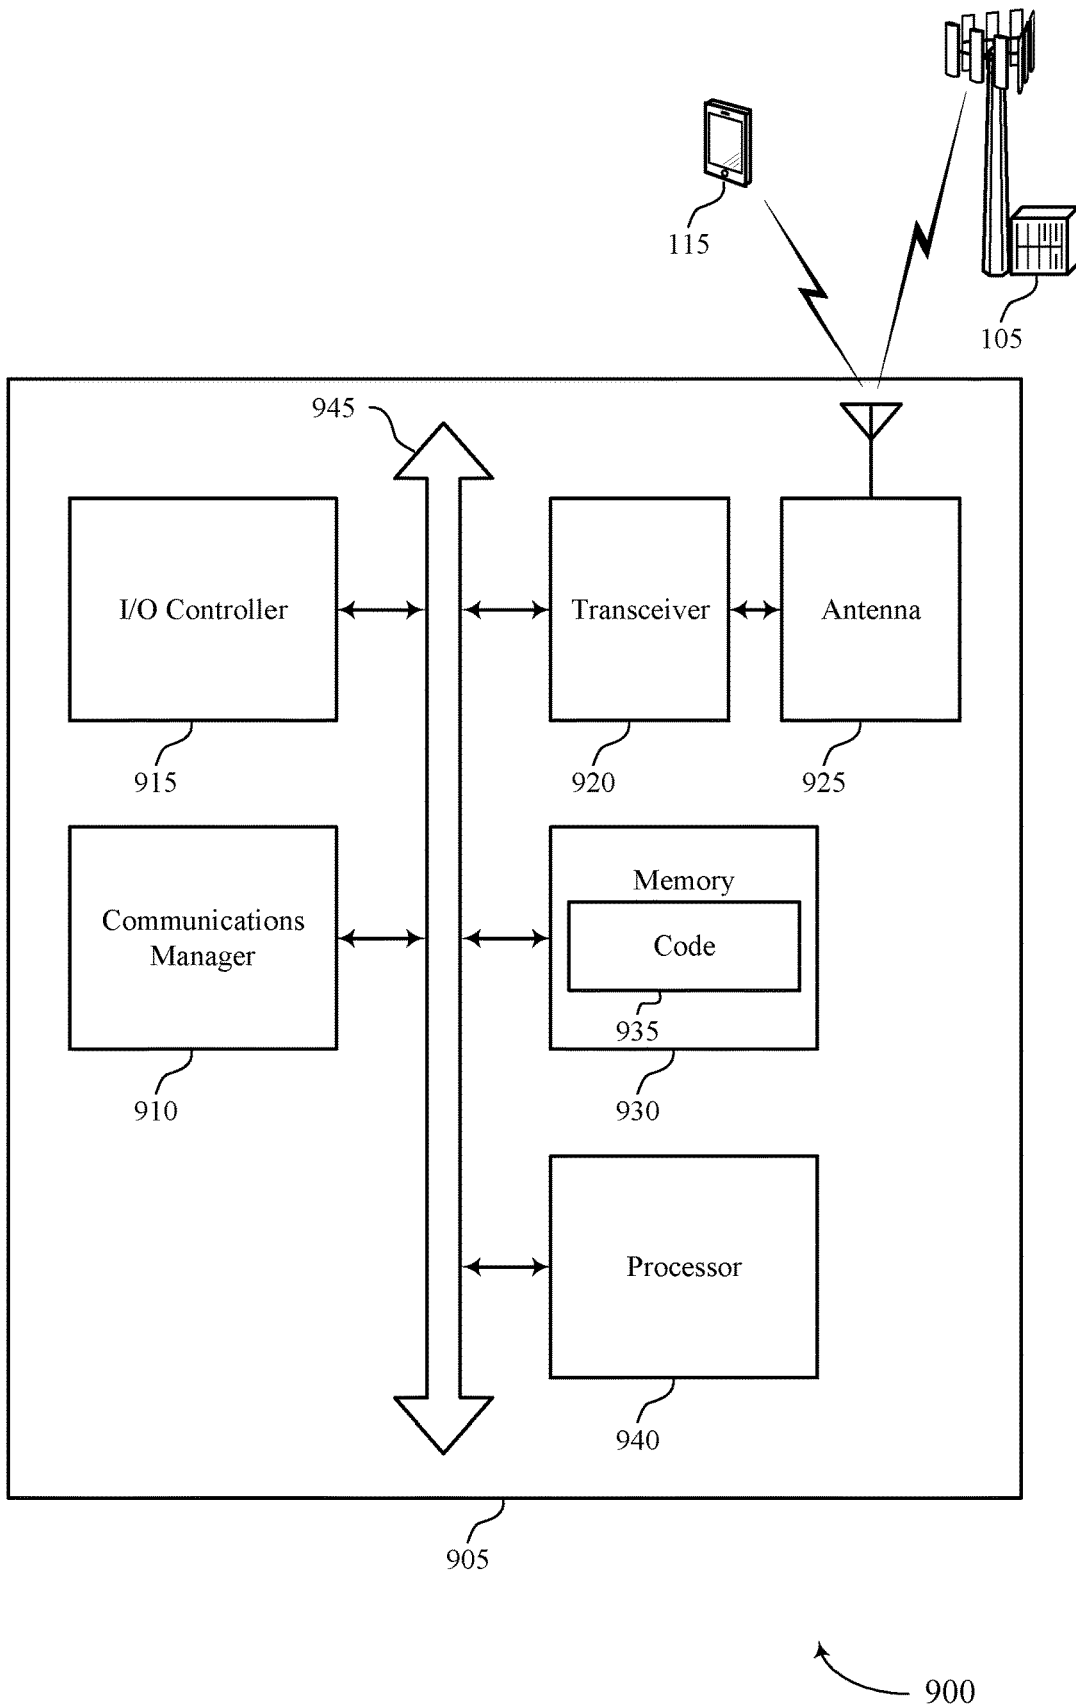 115
105
945
I/O Controller
Transceiver
Antenna
915
920
925
Communications
Manager
Memory
Code
935
910
930
Processor
940
905
900